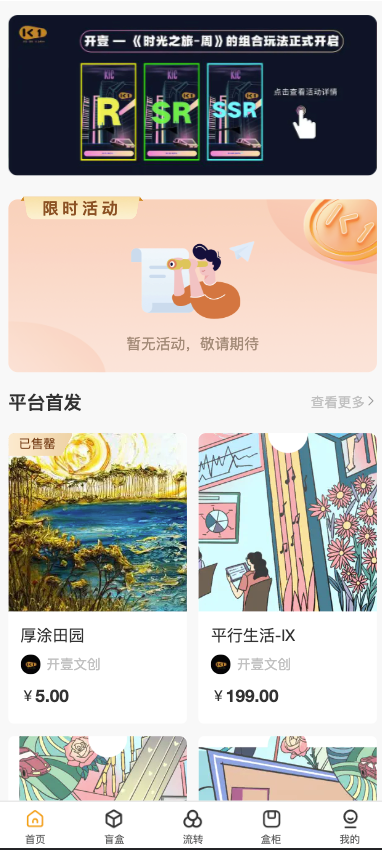 K1
开壹 — 《时光之旅-周》的组合玩法正式开启
KIC
KIC
KIC
R
SR
SSR
点击查看活动详情
限时活动
K1
暂无活动，敬请期待
平台首发
查看更多
已售罄
厚涂田园
开壹文创
￥5.00
平行生活-IX
开壹文创
￥199.00
首页
盲盒
流转
盒柜
我的